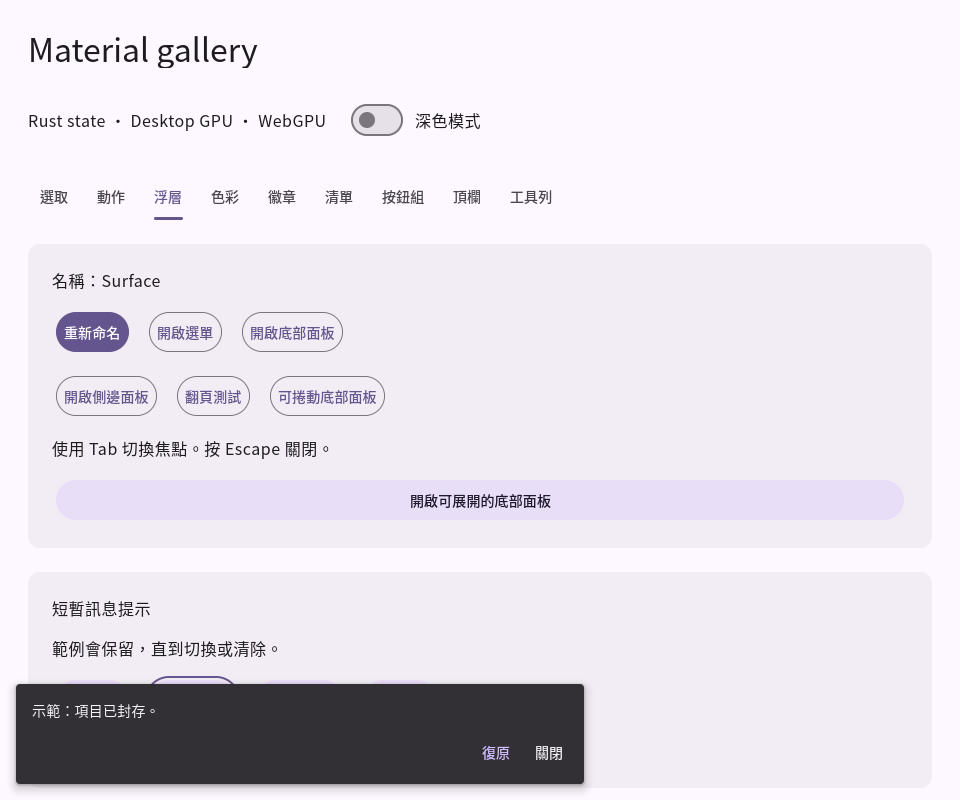 Material gallery
Rust state ・ Desktop GPU ・ WebGPU 深色模式
選取 動作 浮層 色彩 徽章 清單 按鈕組 頂欄 工具列
名稱：Surface
重新命名 開啟選單 開啟底部面板
開啟側邊面板 翻頁測試 可捲動底部面板
使用 Tab 切換焦點。按 Escape 關閉。
開啟可展開的底部面板
短暫訊息提示
範例會保留，直到切換或清除。
示範：項目已封存。
復原 關閉